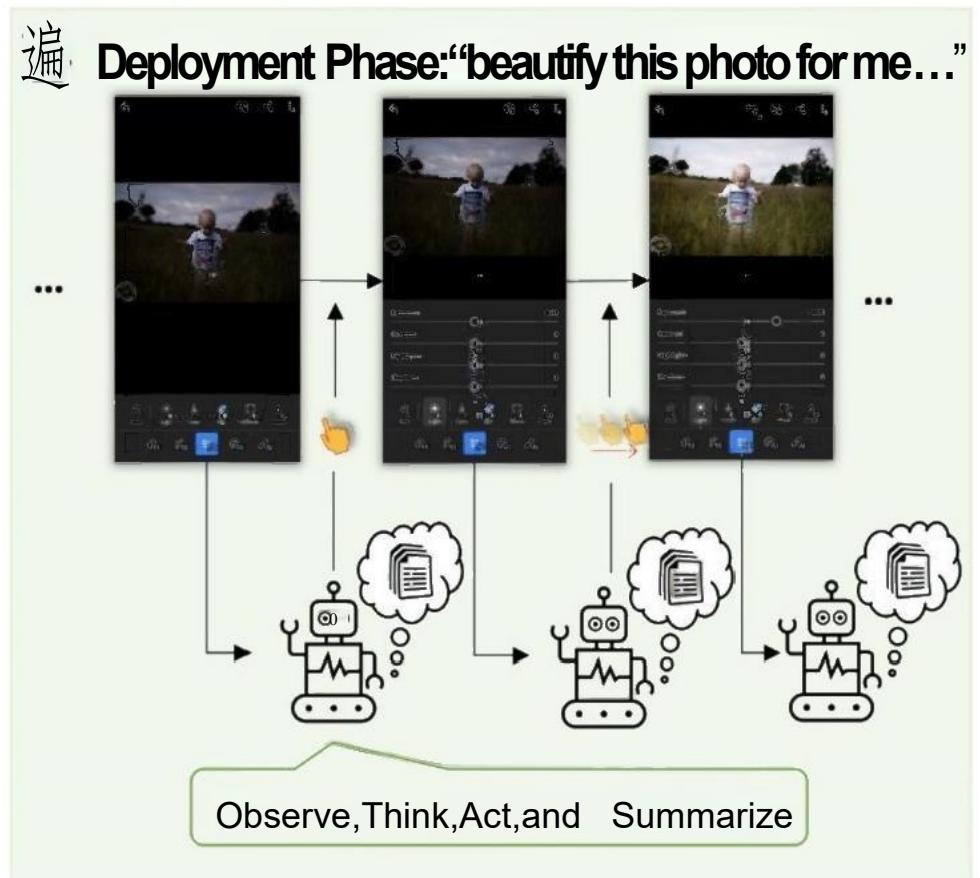 遍 Deployment Phase:“beautify this photo for me…”
...
...
Observe,Think,Act,and Summarize